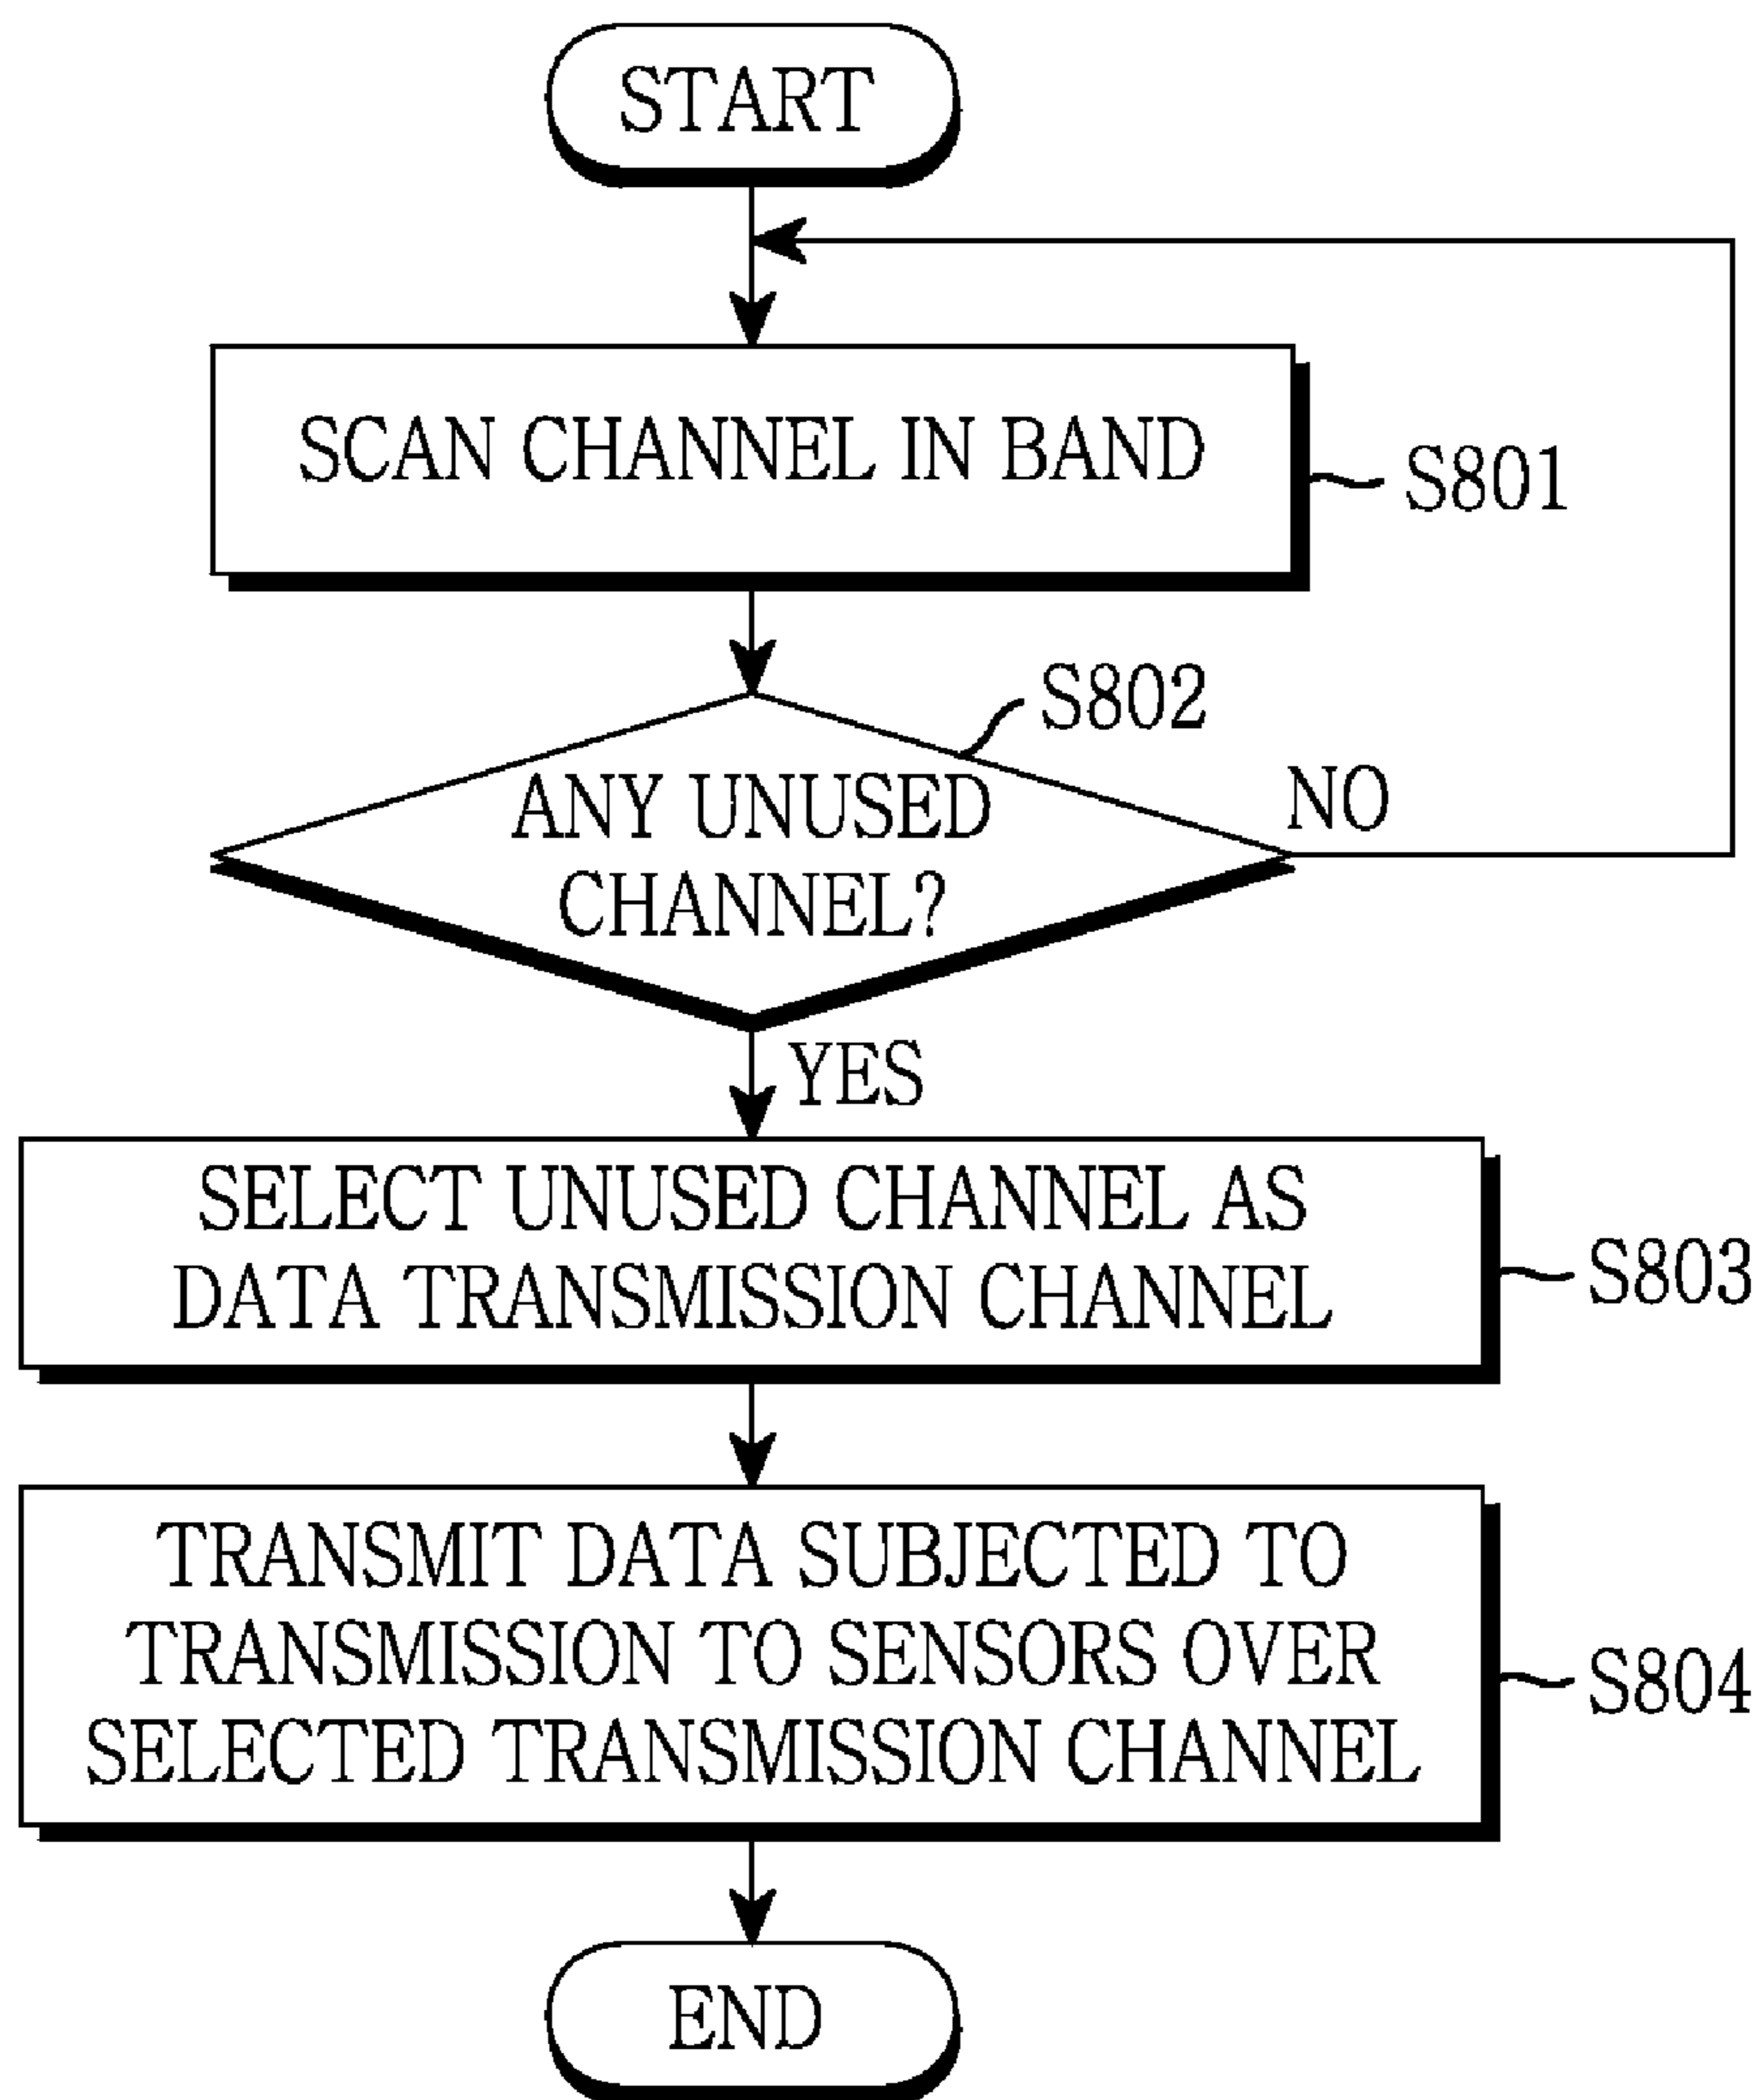 START
SCAN CHANNEL IN BAND
S801
S802
ANY UNUSED
CHANNEL?
NO
YES
SELECT UNUSED CHANNEL AS
DATA TRANSMISSION CHANNEL
S803
TRANSMIT DATA SUBJECTED TO
TRANSMISSION TO SENSORS OVER
SELECTED TRANSMISSION CHANNEL
S804
END